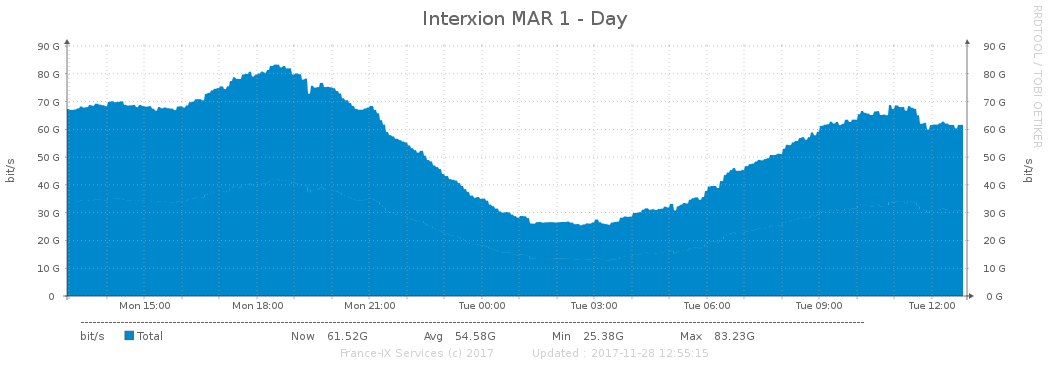 Interxion MAR 1 - Day
RRDTOOL / TOBI OETIKER
90 G 90 G
80 G 80 G
70 G 70 G
60 G 60 G
50 G 50 G
40 G 40 G
30 G 30 G
20 G 20 G
10 G 10 G
0 0 G
bit/s
bit/s
Mon 15:00 Mon 18:00 Mon 21:00 Tue 00:00 Tue 03:00 Tue 06:00 Tue 09:00 Tue 12:00
bit/s Total Now 61.52G Avg 54.58G Min 25.38G Max 83.23G
France-IX Services (c) 2017 Updated : 2017-11-28 12:55:15